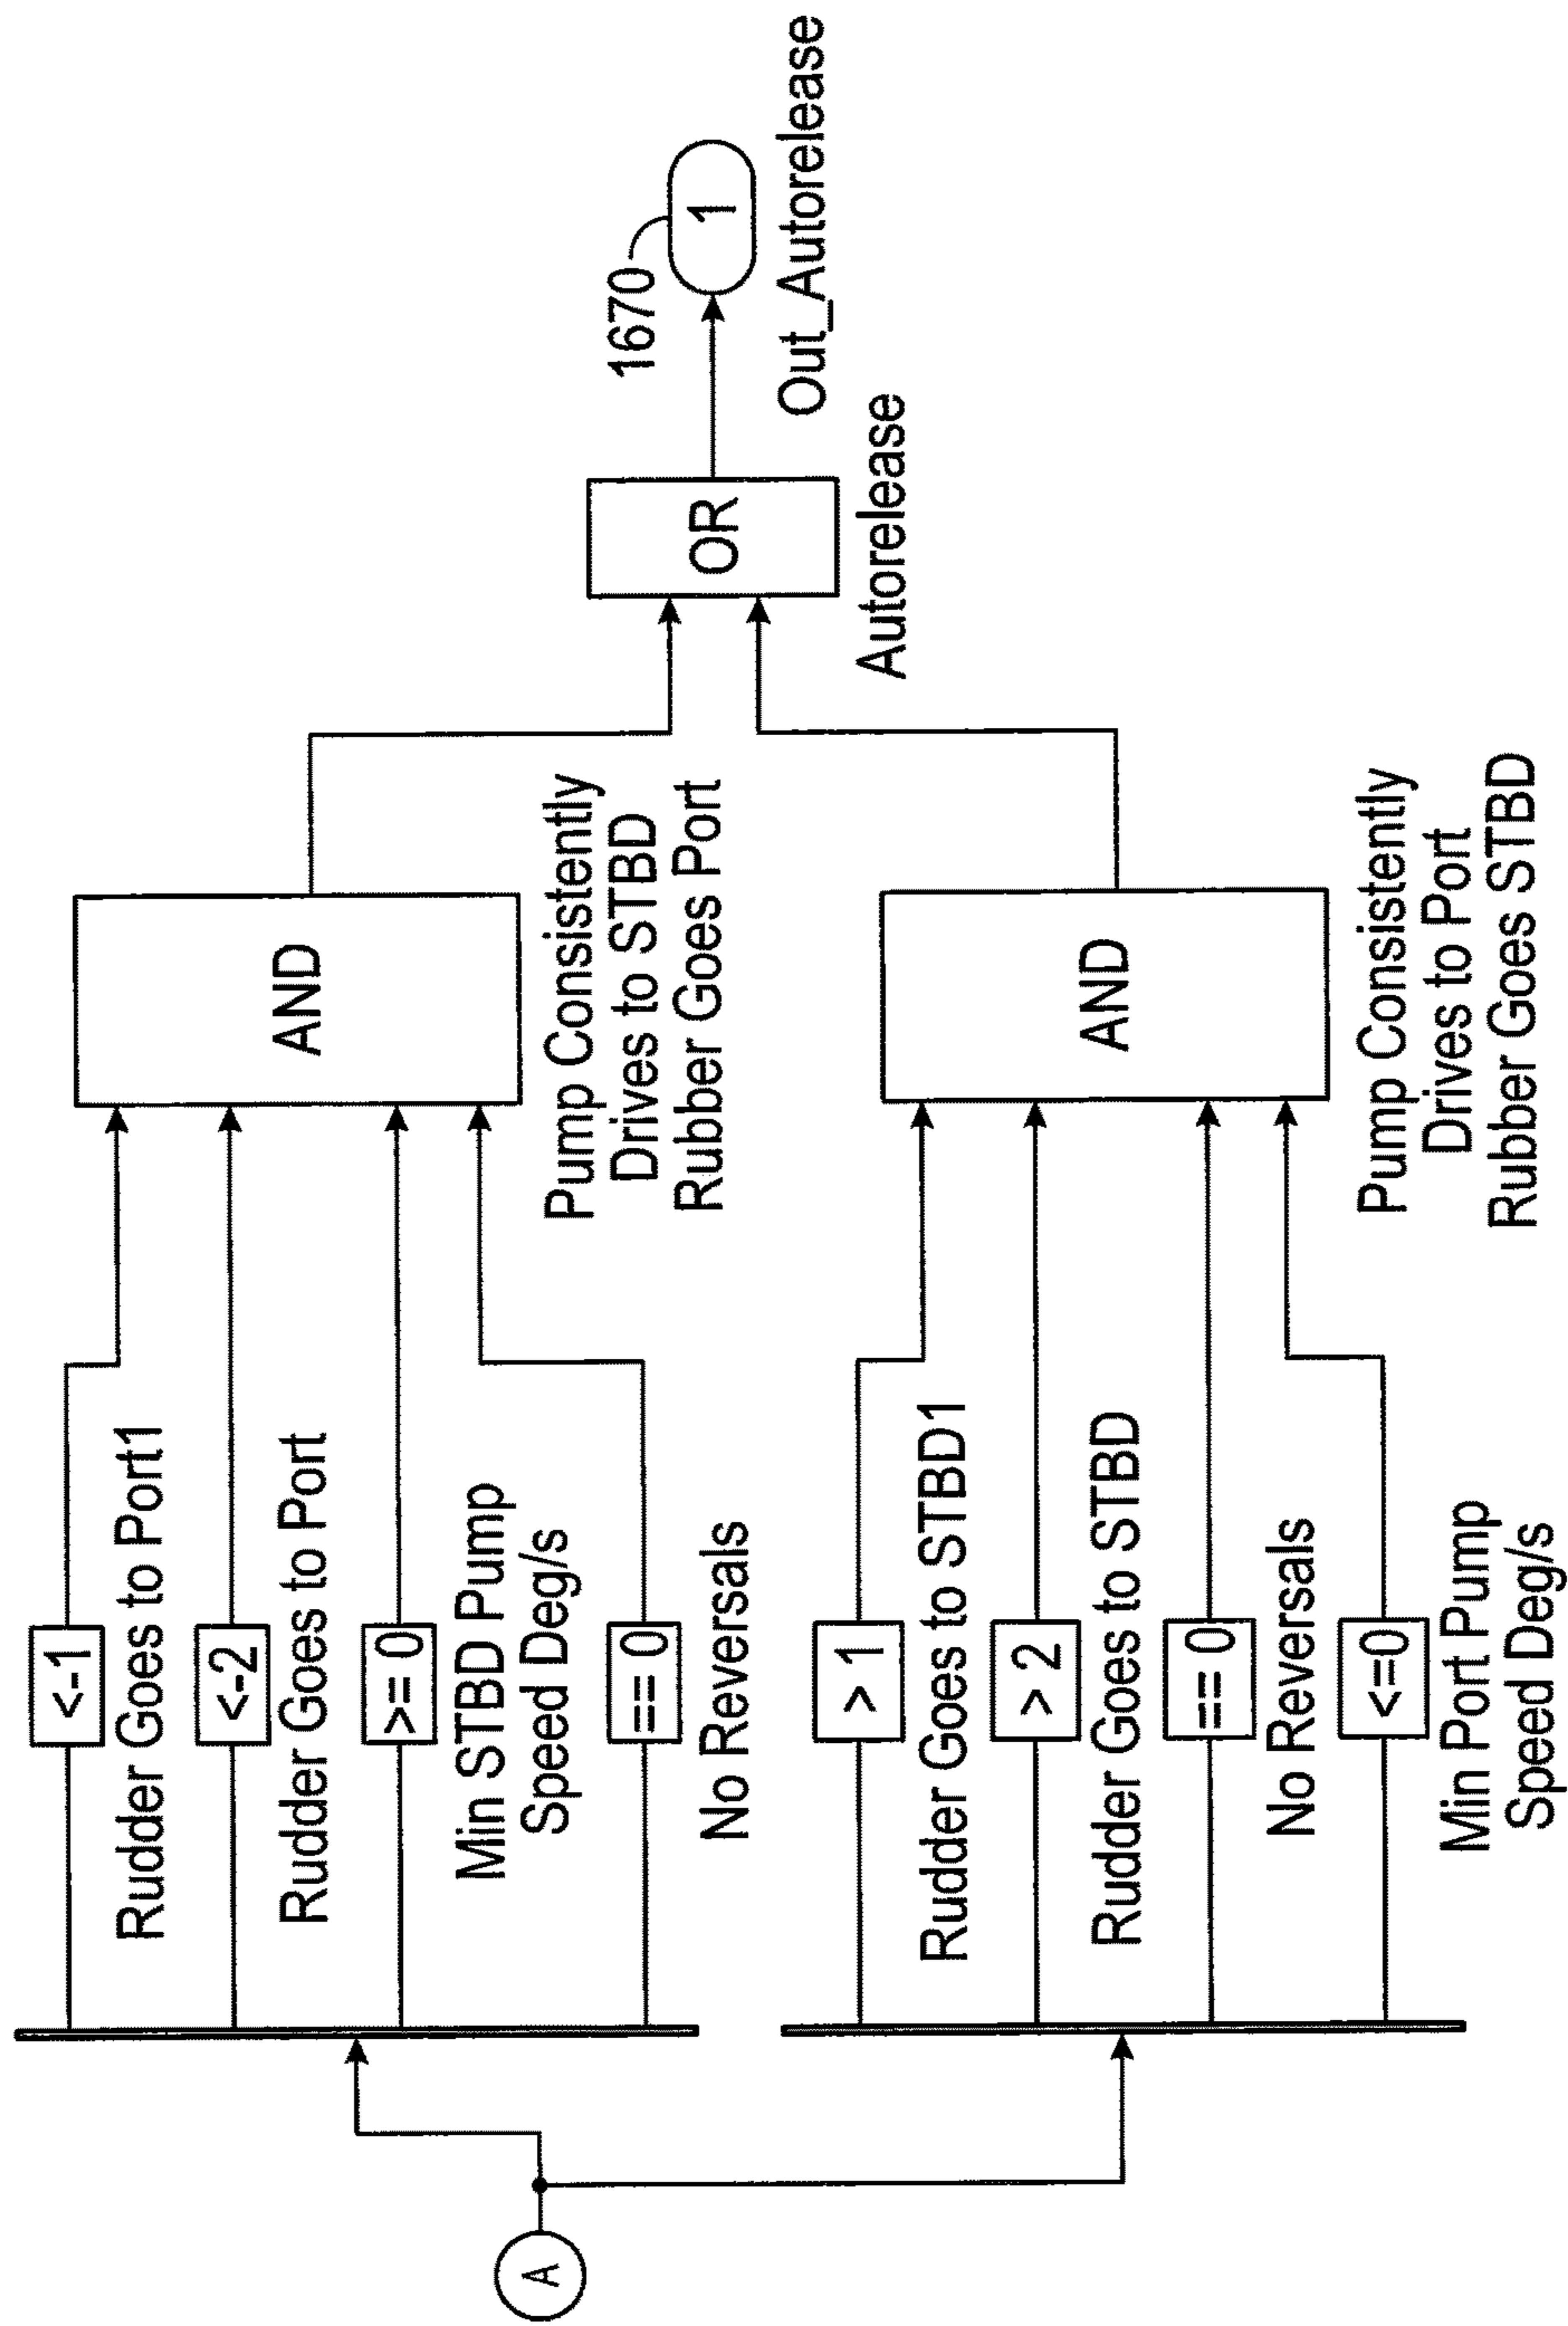 A
<-1
Rudder Goes to Port1
<-2
Rudder Goes to Port
>= 0
Min STBD Pump
Speed Deg/s
== 0
No Reversals
AND
Pump Consistently
Drives to STBD
Rubber Goes Port
> 1
Rudder Goes to STBD1
> 2
Rudder Goes to STBD
== 0
No Reversals
<=0
Min Port Pump
Speed Deg/s
AND
Pump Consistently
Drives to Port
Rubber Goes STBD
OR
Autorelease
1670
1
Out_Autorelease